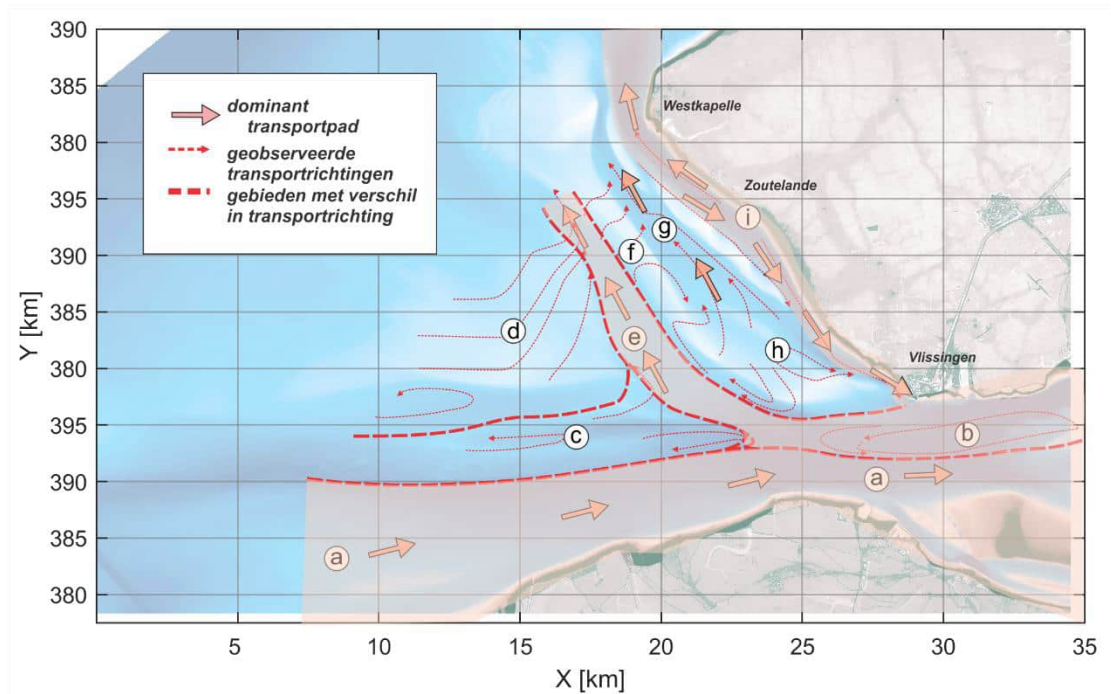 390
385
380
395
390
385
380
395
390
385
380
Y [km]
dominant
transportpad
geobserveerde
transportrichtingen
gebieden met verschil
in transportrichting
Westkapelle
Zoutelande
Vlissingen
i
g
f
d
e
h
c
b
a
a
5
10
15
20
25
30
35
X [km]